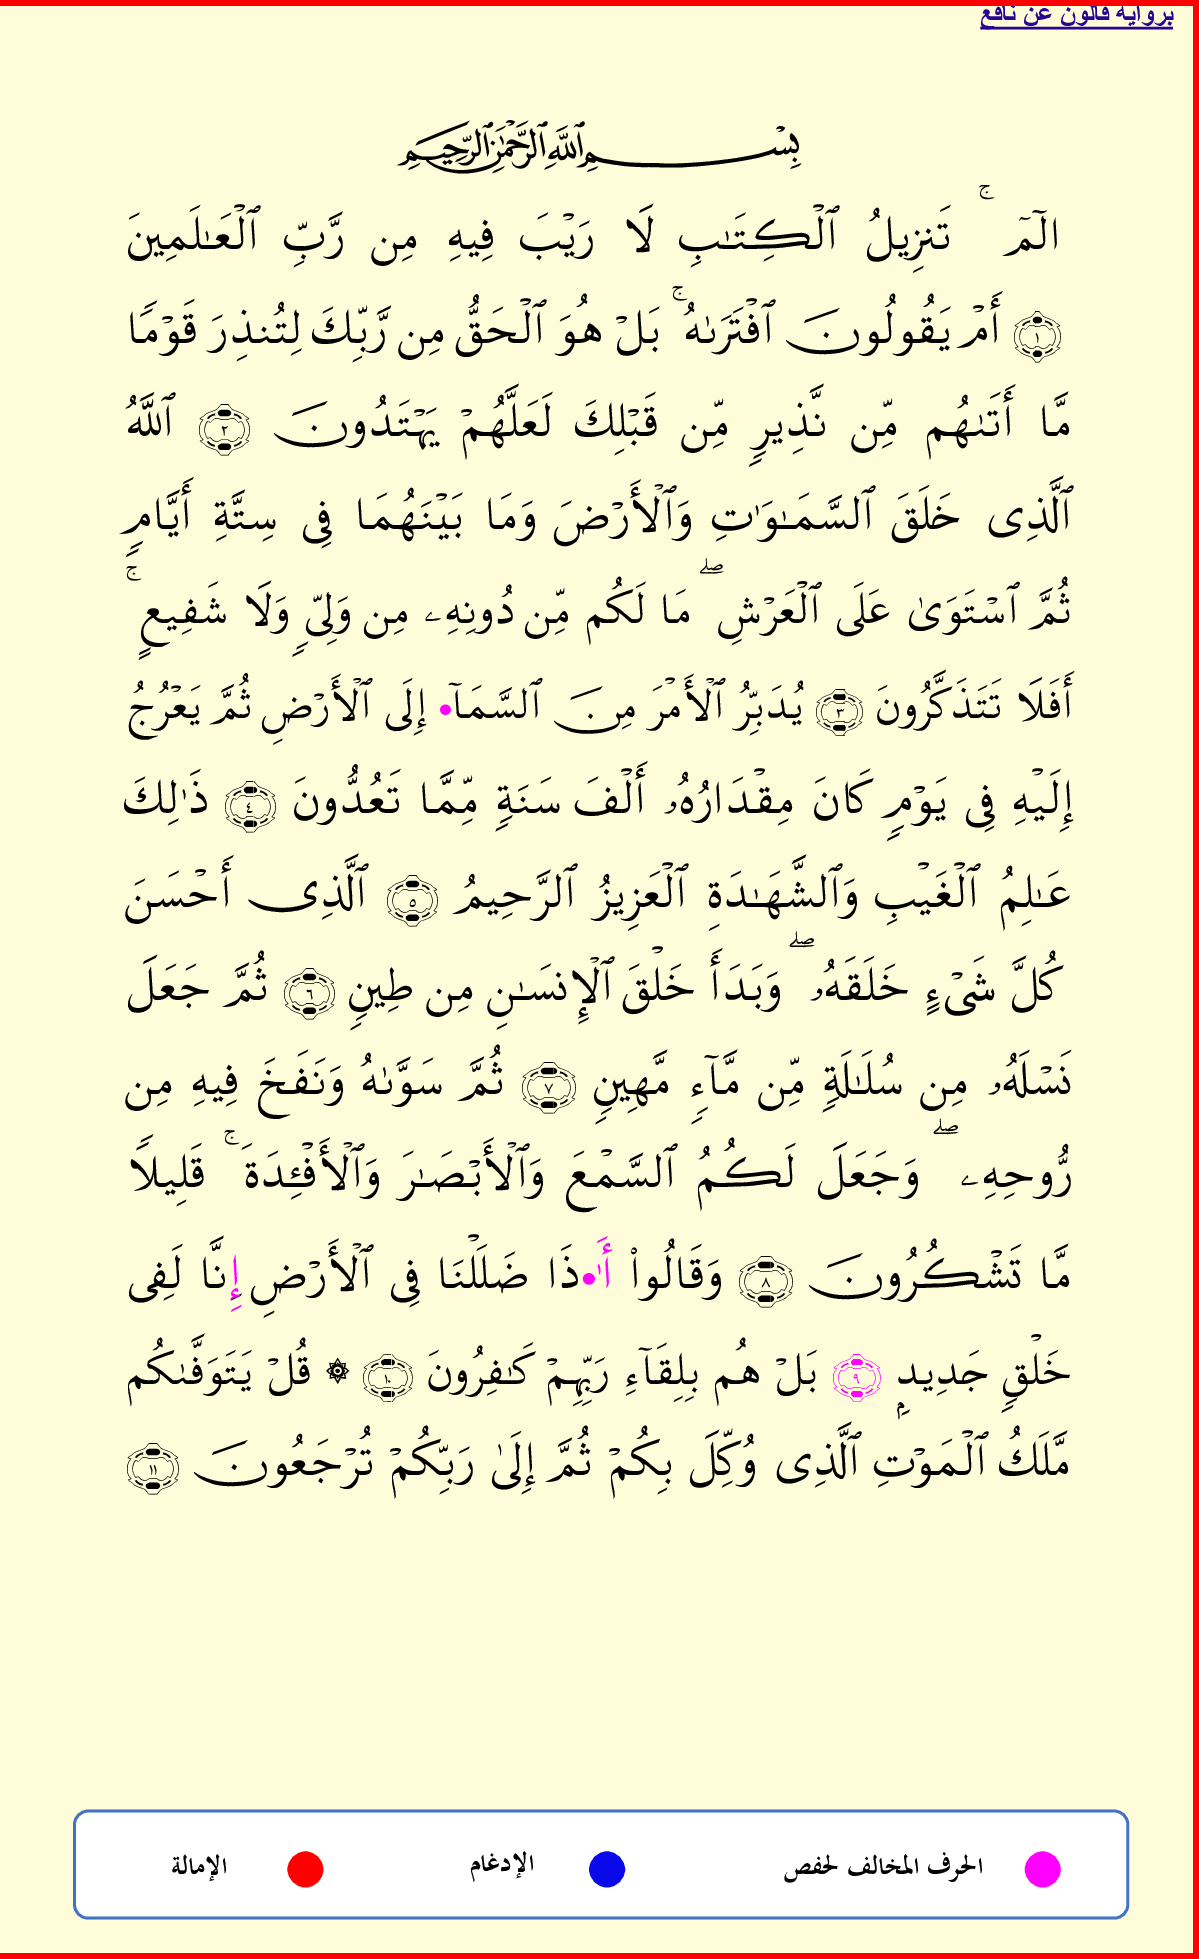 برواية قالون عن نافع
بِسْمِ ٱللَّهِ ٱلرَّحْمَٰنِ ٱلرَّحِيمِ
الٓمٓ ۚ تَنزِيلُ ٱلْكِتَٰبِ لَا رَيْبَ فِيهِ مِن رَّبِّ ٱلْعَٰلَمِينَ
١ أَمْ يَقُولُونَ ٱفْتَرَىٰهُ ۚ بَلْ هُوَ ٱلْحَقُّ مِن رَّبِّكَ لِتُنذِرَ قَوْمًا
مَّا أَتَىٰهُم مِّن نَّذِيرٍ مِّن قَبْلِكَ لَعَلَّهُمْ يَهْتَدُونَ ٢ ٱللَّهُ
ٱلَّذِى خَلَقَ ٱلسَّمَٰوَٰتِ وَٱلْأَرْضَ وَمَا بَيْنَهُمَا فِى سِتَّةِ أَيَّامٍ
ثُمَّ ٱسْتَوَىٰ عَلَى ٱلْعَرْشِ ۖ مَا لَكُم مِّن دُونِهِۦ مِن وَلِىٍّ وَلَا شَفِيعٍ ۚ
أَفَلَا تَتَذَكَّرُونَ ٣ يُدَبِّرُ ٱلْأَمْرَ مِنَ ٱلسَّمَآ• إِلَى ٱلْأَرْضِ ثُمَّ يَعْرُجُ
إِلَيْهِ فِى يَوْمٍ كَانَ مِقْدَارُهُۥ أَلْفَ سَنَةٍ مِّمَّا تَعُدُّونَ ٤ ذَٰلِكَ
عَٰلِمُ ٱلْغَيْبِ وَٱلشَّهَٰدَةِ ٱلْعَزِيزُ ٱلرَّحِيمُ ٥ ٱلَّذِى أَحْسَنَ
كُلَّ شَىْءٍ خَلَقَهُۥ ۖ وَبَدَأَ خَلْقَ ٱلْإِنسَٰنِ مِن طِينٍ ٦ ثُمَّ جَعَلَ
نَسْلَهُۥ مِن سُلَٰلَةٍ مِّن مَّآءٍ مَّهِينٍ ٧ ثُمَّ سَوَّىٰهُ وَنَفَخَ فِيهِ مِن
رُّوحِهِۦ ۖ وَجَعَلَ لَكُمُ ٱلسَّمْعَ وَٱلْأَبْصَٰرَ وَٱلْأَفْـِٔدَةَ ۚ قَلِيلًا
مَّا تَشْكُرُونَ ٨ وَقَالُوا۟ أَ۰ٰ•ذَا ضَلَلْنَا فِى ٱلْأَرْضِ إِنَّا لَفِى
خَلْقٍ جَدِيدٍۭ ٩ بَلْ هُم بِلِقَآءِ رَبِّهِمْ كَٰفِرُونَ ١٠ ۞ قُلْ يَتَوَفَّىٰكُم
مَّلَكُ ٱلْمَوْتِ ٱلَّذِى وُكِّلَ بِكُمْ ثُمَّ إِلَىٰ رَبِّكُمْ تُرْجَعُونَ ١١
الحرف المخالف لحفص الإدغام الإمالة